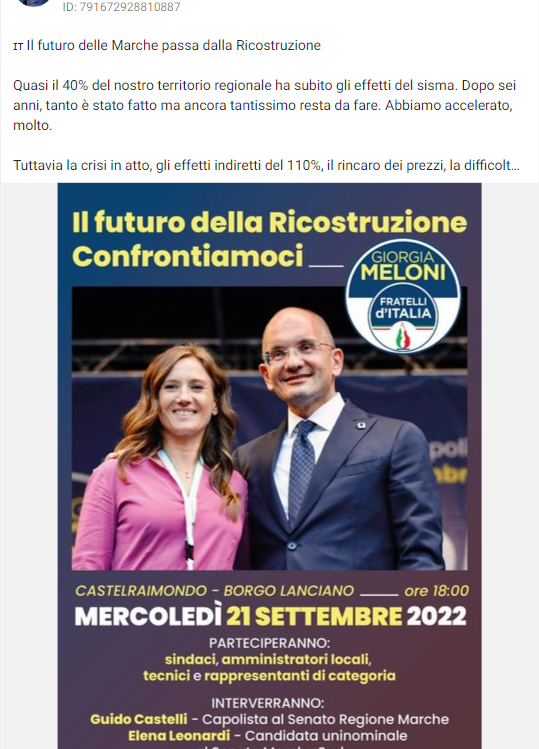 ID: 791672928810887
IT Il futuro delle Marche passa dalla Ricostruzione
Quasi il 40% del nostro territorio regionale ha subito gli effetti del sisma. Dopo sei
anni, tanto è stato fatto ma ancora tantissimo resta da fare. Abbiamo accelerato,
molto.
Tuttavia la crisi in atto, gli effetti indiretti del 110%, il rincaro dei prezzi, la difficolt...
Il futuro della Ricostruzione
Confrontiamoci
GIORGIA
MELONI
FRATELLI
d'ITALIA
CASTELRAIMONDO - BORGO LANCIANO ____ ore 18:00
MERCOLEDÌ 21 SETTEMBRE 2022
PARTECIPERANNO:
sindaci, amministratori locali,
tecnici e rappresentanti di categoria
INTERVERRANNO:
Guido Castelli - Capolista al Senato Regione Marche
Elena Leonardi - Candidata uninominale